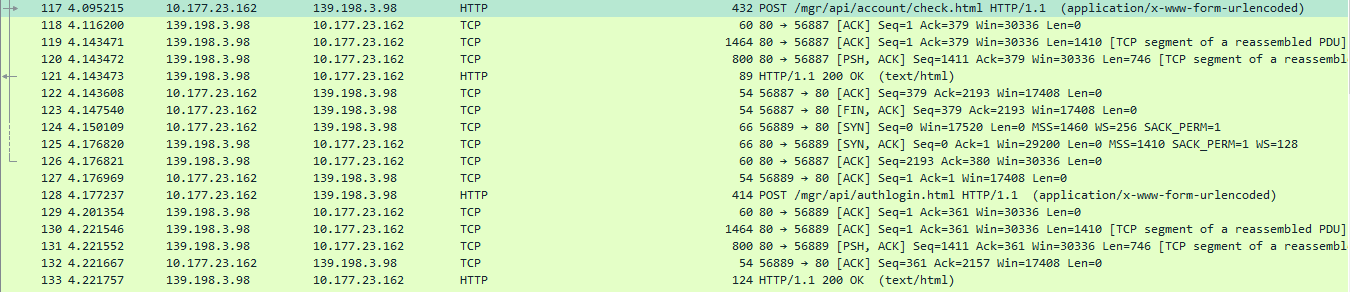 117 4.095215 10.177.23.162 139.198.3.98 HTTP 432 POST /mgr/api/account/check.html HTTP/1.1 (application/x-www-form-urlencoded)
118 4.116200 139.198.3.98 10.177.23.162 TCP 60 80 → 56887 [ACK] Seq=1 Ack=379 Win=30336 Len=0
119 4.143471 139.198.3.98 10.177.23.162 TCP 1464 80 → 56887 [ACK] Seq=1 Ack=379 Win=30336 Len=1410 [TCP segment of a reassembled PDU]
120 4.143472 139.198.3.98 10.177.23.162 TCP 800 80 → 56887 [PSH, ACK] Seq=1411 Ack=379 Win=30336 Len=746 [TCP segment of a reassembl
121 4.143473 139.198.3.98 10.177.23.162 HTTP 89 HTTP/1.1 200 OK (text/html)
122 4.143608 10.177.23.162 139.198.3.98 TCP 54 56887 → 80 [ACK] Seq=379 Ack=2193 Win=17408 Len=0
123 4.147540 10.177.23.162 139.198.3.98 TCP 54 56887 → 80 [FIN, ACK] Seq=379 Ack=2193 Win=17408 Len=0
124 4.150109 10.177.23.162 139.198.3.98 TCP 66 56889 → 80 [SYN] Seq=0 Win=17520 Len=0 MSS=1460 WS=256 SACK_PERM=1
125 4.176820 139.198.3.98 10.177.23.162 TCP 66 80 → 56889 [SYN, ACK] Seq=0 Ack=1 Win=29200 Len=0 MSS=1410 SACK_PERM=1 WS=128
126 4.176821 139.198.3.98 10.177.23.162 TCP 60 80 → 56887 [ACK] Seq=2193 Ack=380 Win=30336 Len=0
127 4.176969 10.177.23.162 139.198.3.98 TCP 54 56889 → 80 [ACK] Seq=1 Ack=1 Win=17408 Len=0
128 4.177237 10.177.23.162 139.198.3.98 HTTP 414 POST /mgr/api/authlogin.html HTTP/1.1 (application/x-www-form-urlencoded)
129 4.201354 139.198.3.98 10.177.23.162 TCP 60 80 → 56889 [ACK] Seq=1 Ack=361 Win=30336 Len=0
130 4.221546 139.198.3.98 10.177.23.162 TCP 1464 80 → 56889 [ACK] Seq=1 Ack=361 Win=30336 Len=1410 [TCP segment of a reassembled PDU]
131 4.221552 139.198.3.98 10.177.23.162 TCP 800 80 → 56889 [PSH, ACK] Seq=1411 Ack=361 Win=30336 Len=746 [TCP segment of a reassembl
132 4.221667 10.177.23.162 139.198.3.98 TCP 54 56889 → 80 [ACK] Seq=361 Ack=2157 Win=17408 Len=0
133 4.221757 139.198.3.98 10.177.23.162 HTTP 124 HTTP/1.1 200 OK (text/html)